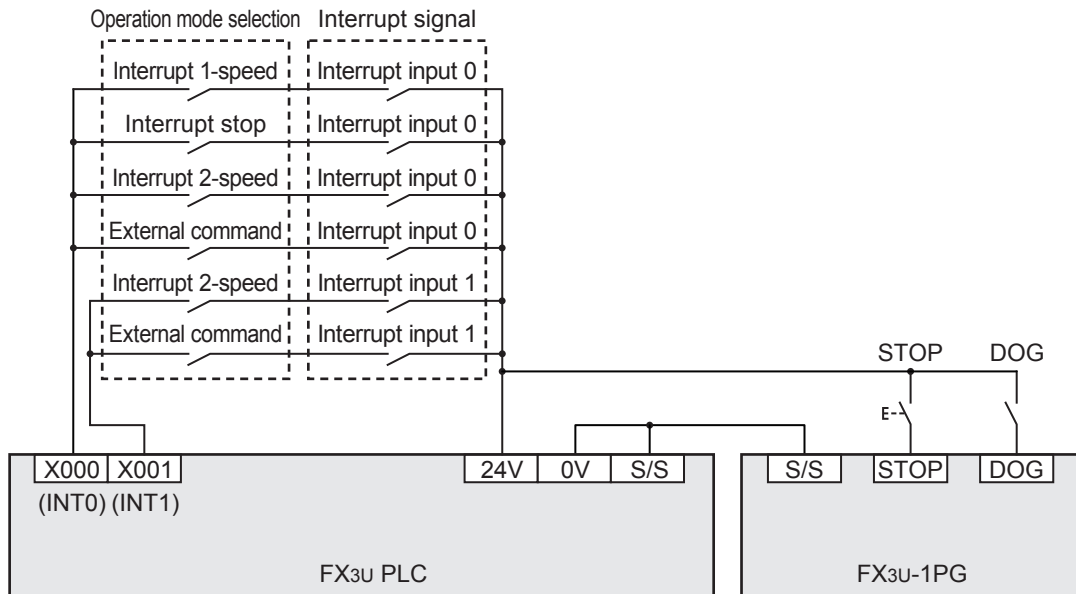 Operation mode selection Interrupt signal
Interrupt 1-speed Interrupt input 0
Interrupt stop Interrupt input 0
Interrupt 2-speed Interrupt input 0
External command Interrupt input 0
Interrupt 2-speed Interrupt input 1
External command Interrupt input 1
STOP DOG
E
X000 X001 24V 0V S/S S/S STOP DOG
(INT0) (INT1)
FX3U PLC FX3U-1PG